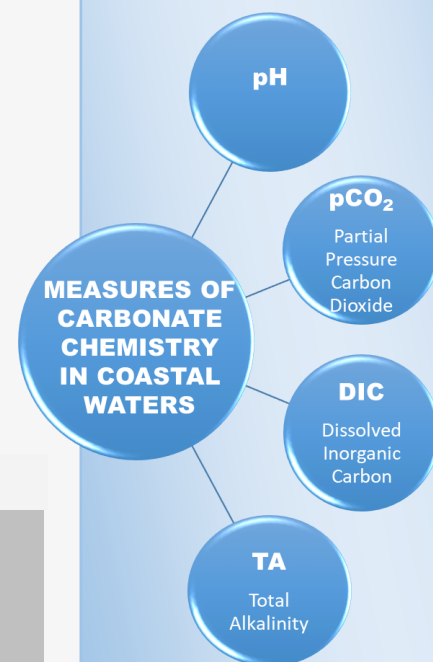 pH
pCO₂
Partial
Pressure
Carbon
Dioxide
MEASURES OF
CARBONATE
CHEMISTRY
IN COASTAL
WATERS
DIC
Dissolved
Inorganic
Carbon
TA
Total
Alkalinity